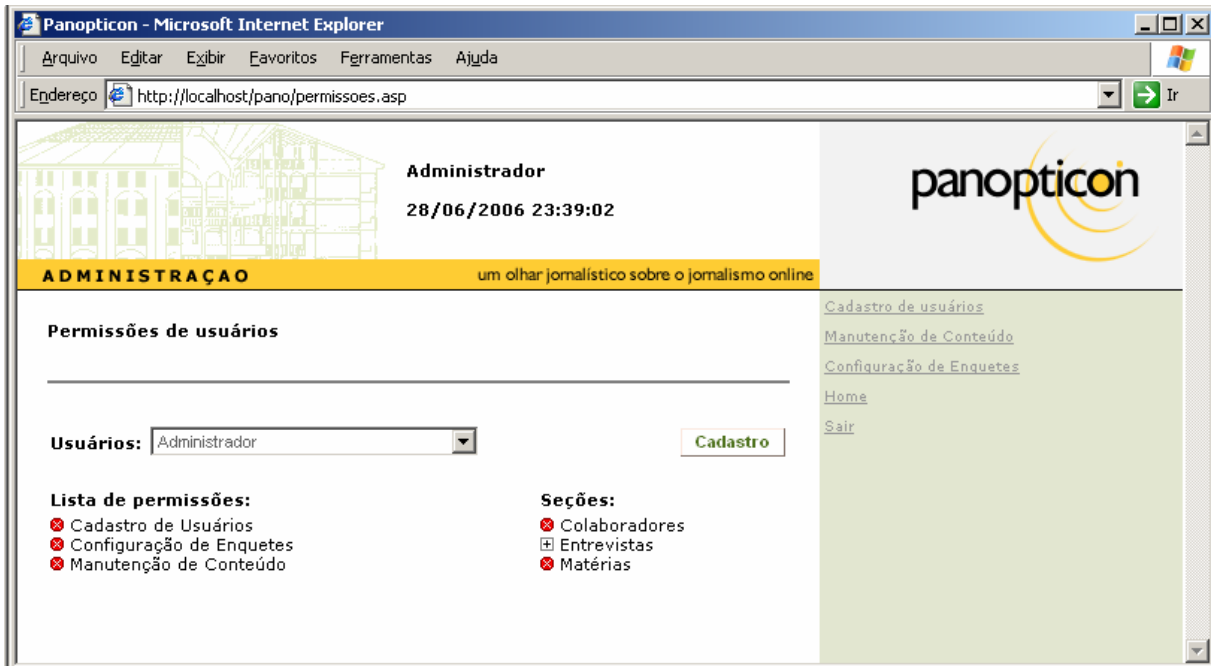 Panopticon - Microsoft Internet Explorer
Arquivo Editar Exibir Favoritos Ferramentas Ajuda
Endereço http://localhost/pano/permissoes.asp Ir
Administrador
28/06/2006 23:39:02
panopticon
ADMINISTRAÇAO um olhar jornalístico sobre o jornalismo online
Permissões de usuários
Usuários: Administrador Cadastro
Lista de permissões:
Cadastro de Usuários
Configuração de Enquetes
Manutenção de Conteúdo
Seções:
Colaboradores
Entrevistas
Matérias
Cadastro de usuários
Manutenção de Conteúdo
Configuração de Enquetes
Home
Sair